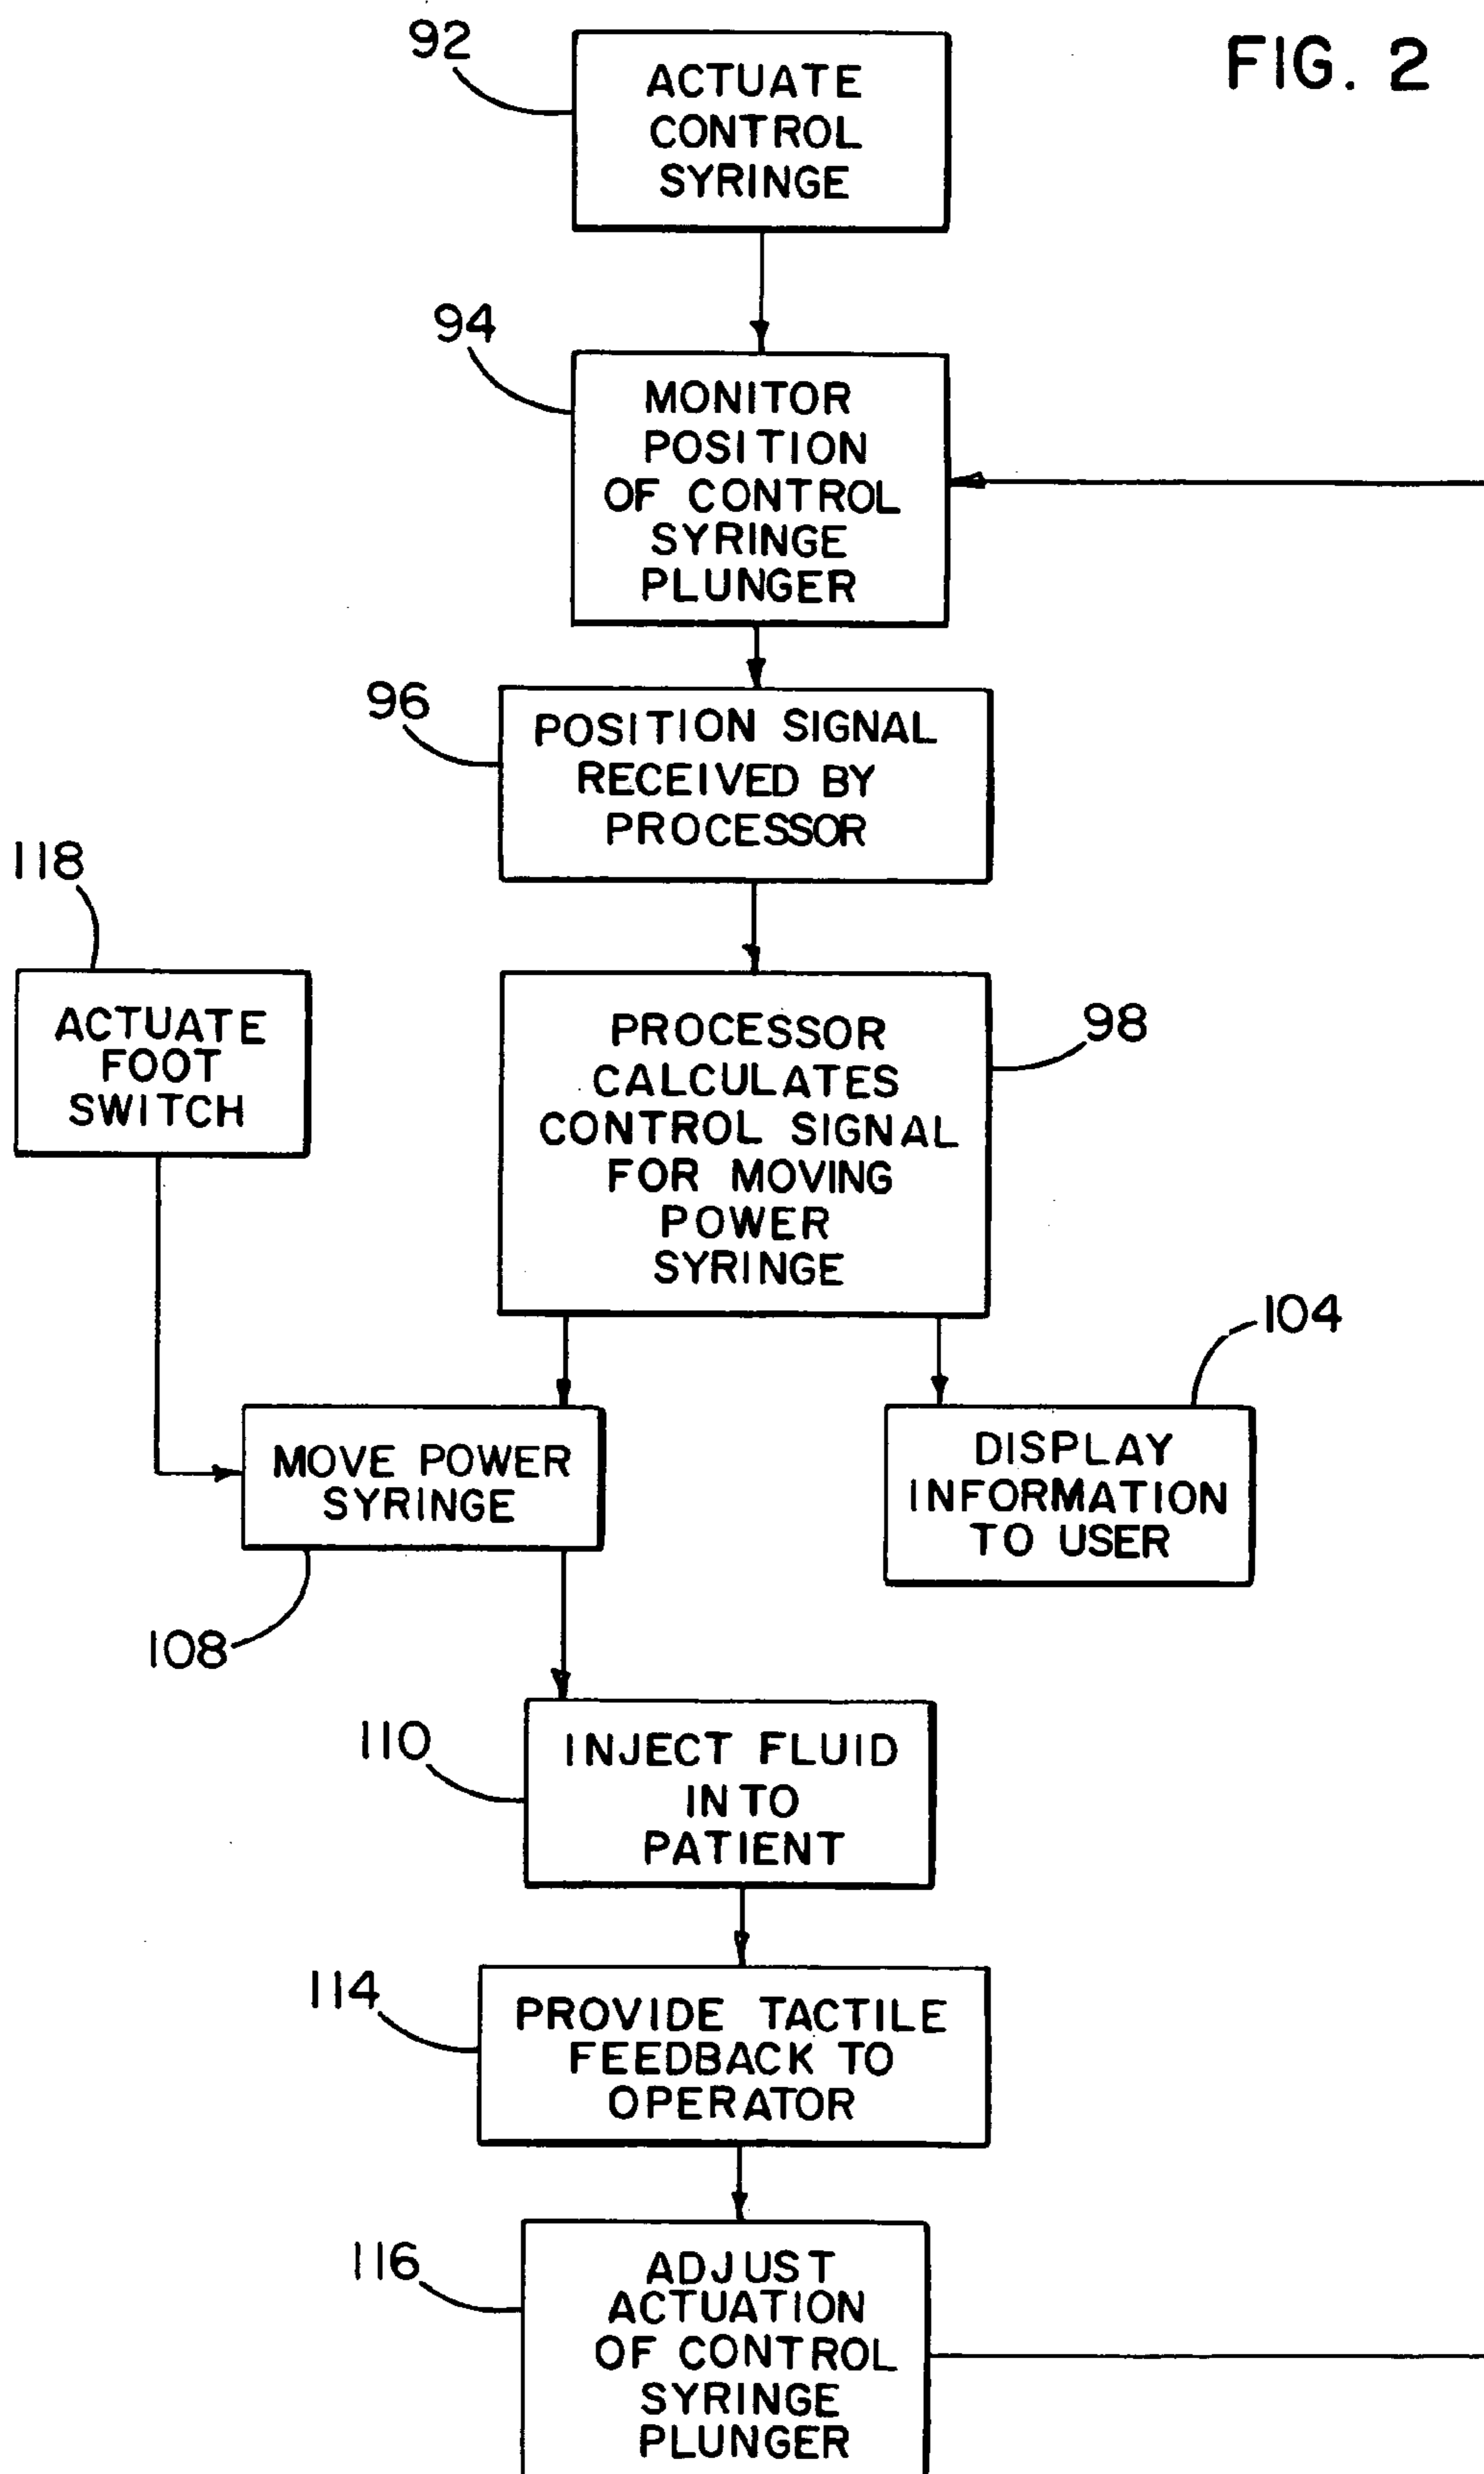 FIG. 2
92
ACTUATE
CONTROL
SYRINGE
94
MONITOR
POSITION
OF CONTROL
SYRINGE
PLUNGER
96
POSITION SIGNAL
RECEIVED BY
PROCESSOR
118
ACTUATE
FOOT
SWITCH
98
PROCESSOR
CALCULATES
CONTROL SIGNAL
FOR MOVING
POWER
SYRINGE
104
MOVE POWER
SYRINGE
108
DISPLAY
INFORMATION
TO USER
110
INJECT FLUID
INTO
PATIENT
114
PROVIDE TACTILE
FEEDBACK TO
OPERATOR
116
ADJUST
ACTUATION
OF CONTROL
SYRINGE
PLUNGER